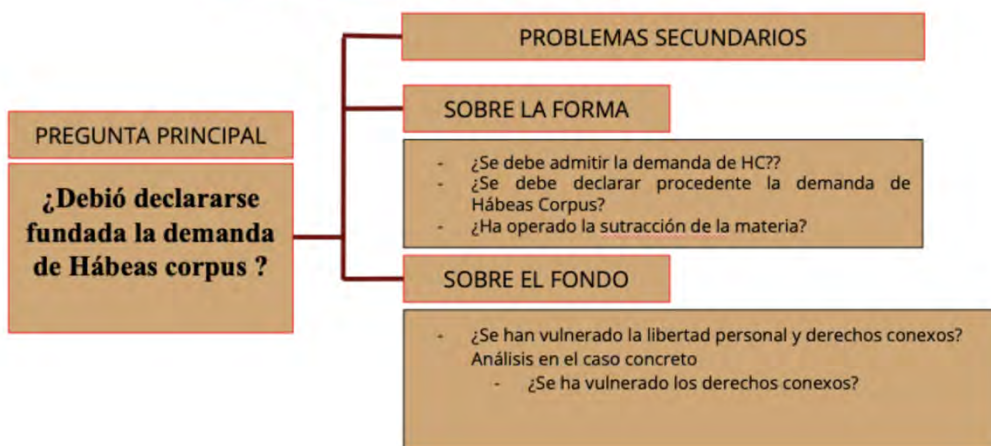 PREGUNTA PRINCIPAL
¿Debió declararse
fundada la demanda
de Hábeas corpus ?
PROBLEMAS SECUNDARIOS
SOBRE LA FORMA
- ¿Se debe admitir la demanda de HC??
- ¿Se debe declarar procedente la demanda de
Hábeas Corpus?
- ¿Ha operado la sutracción de la materia?
SOBRE EL FONDO
- ¿Se han vulnerado la libertad personal y derechos conexos?
Análisis en el caso concreto
- ¿Se ha vulnerado los derechos conexos?